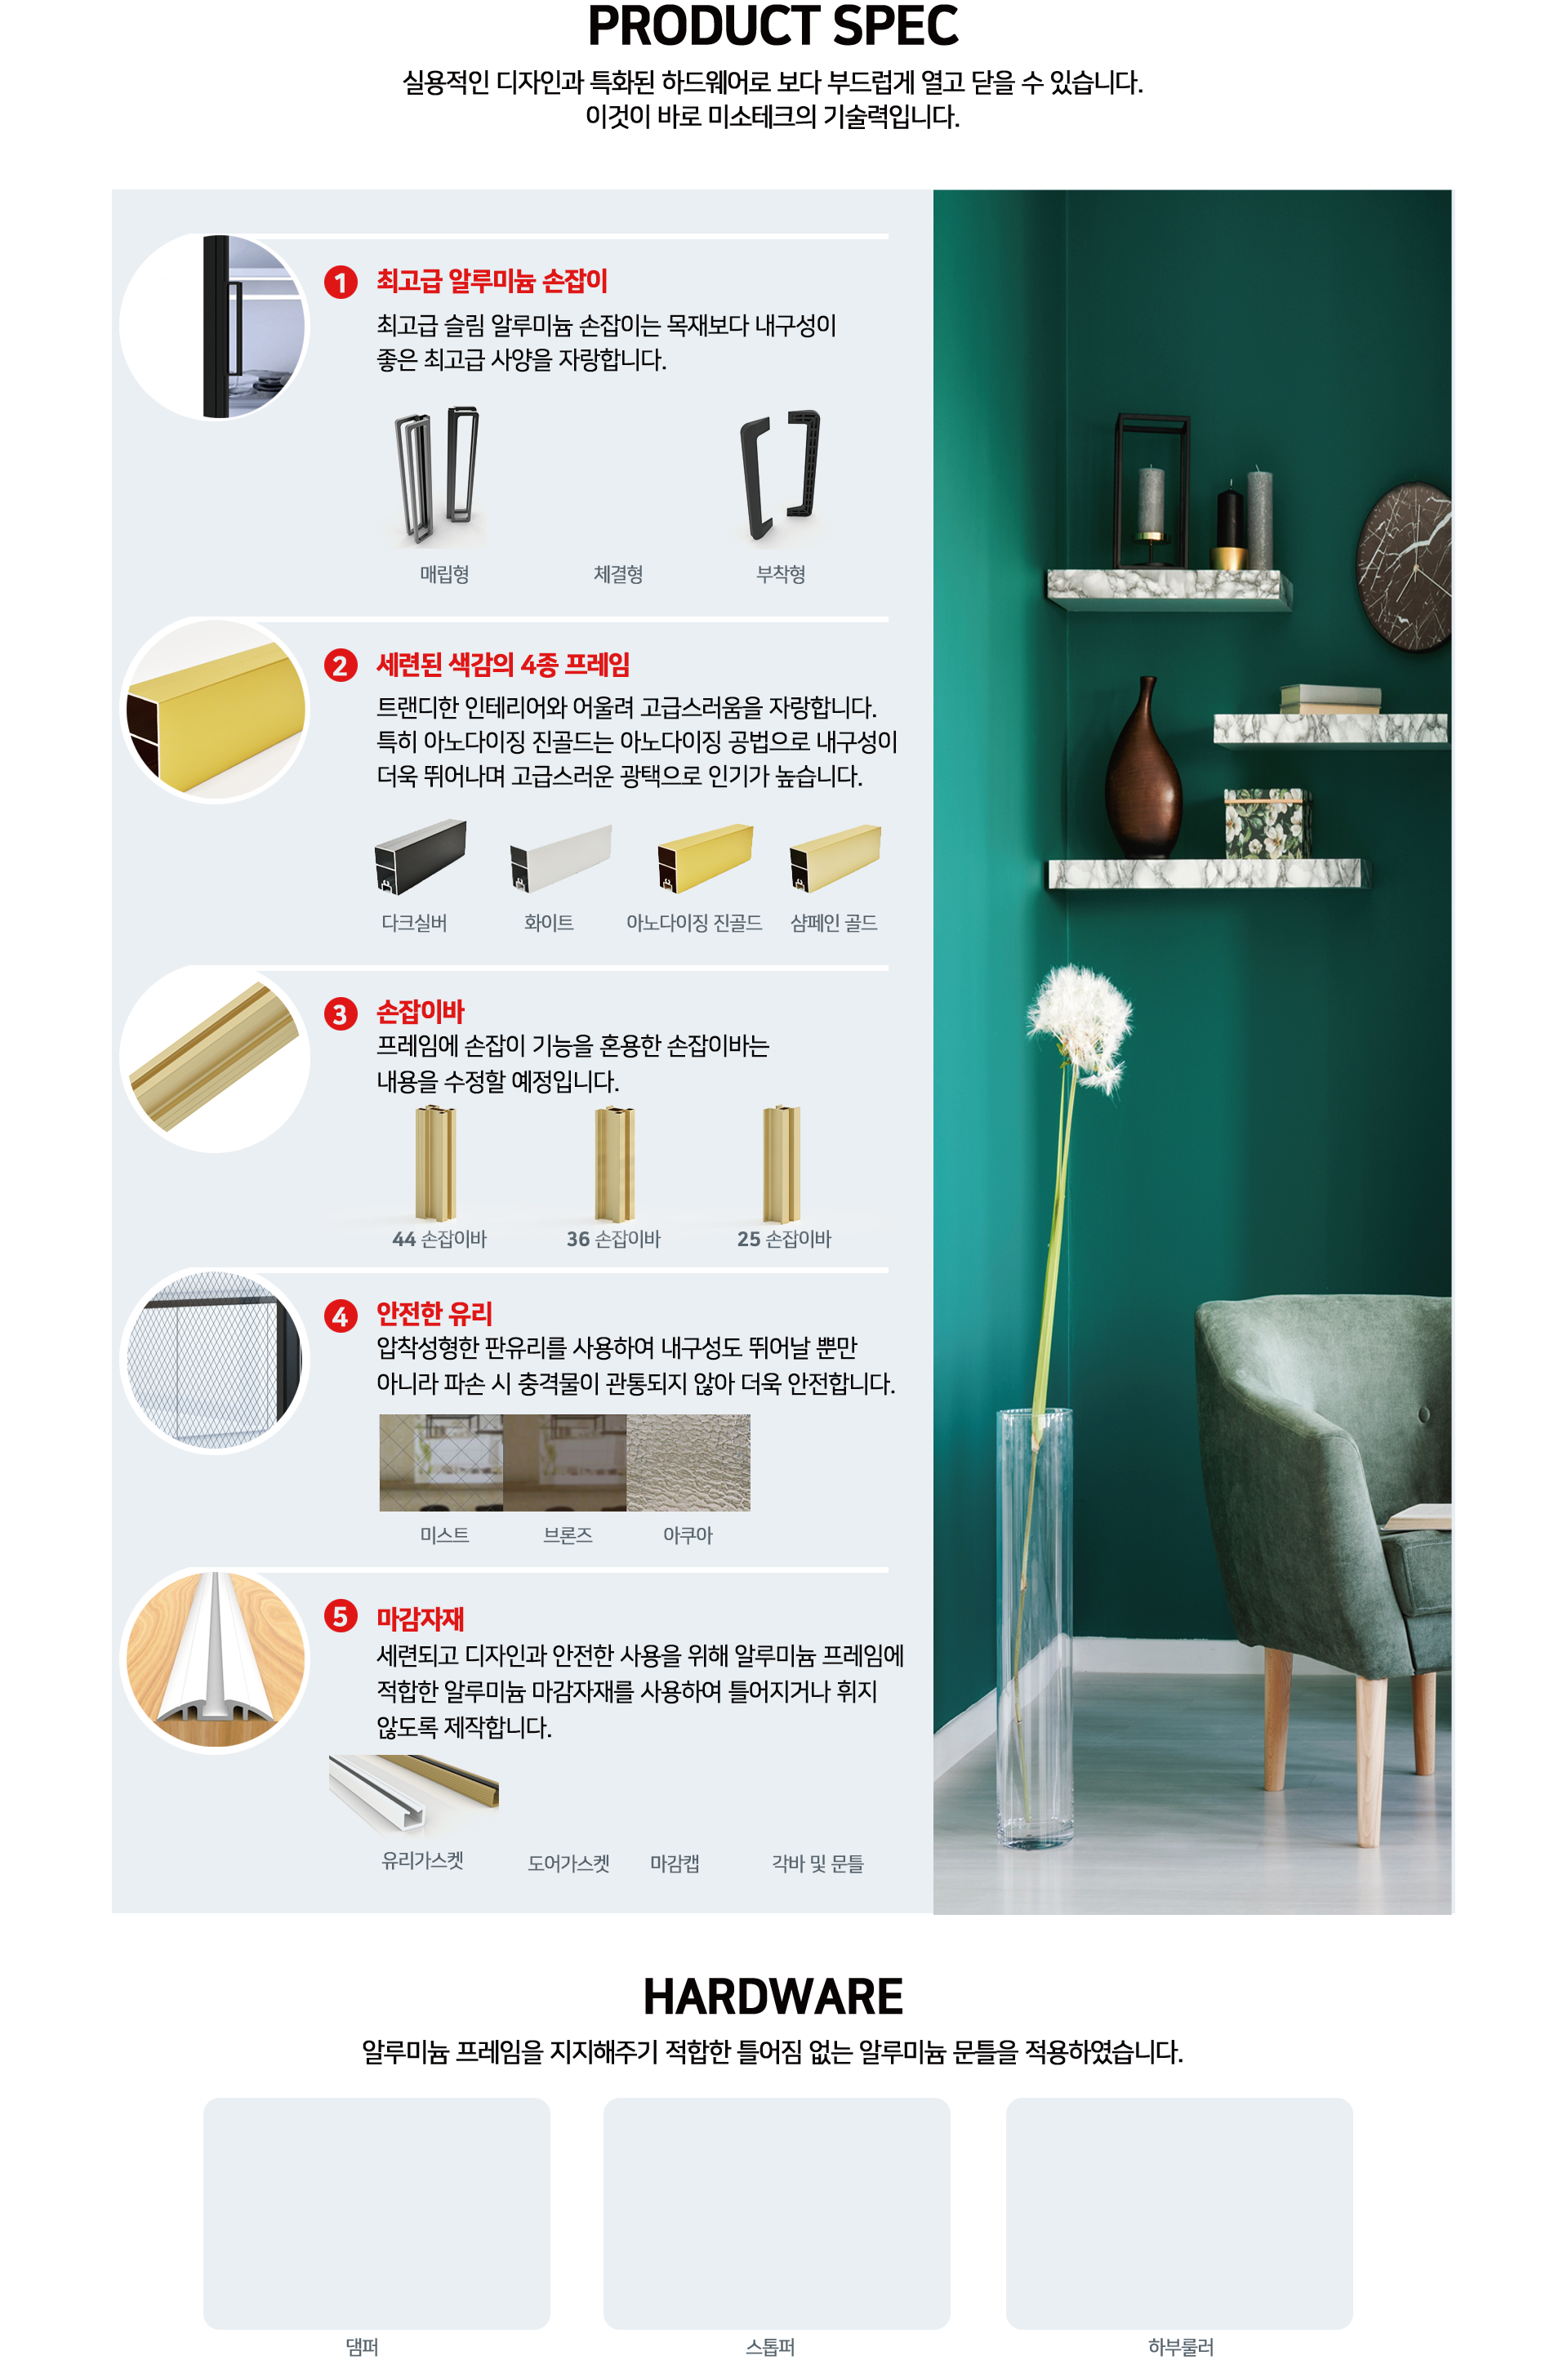 PRODUCT SPEC
실용적인 디자인과 특화된 하드웨어로 보다 부드럽게 열고 닫을 수 있습니다.
이것이 바로 미소테크의 기술력입니다.
1 최고급 알루미늄 손잡이
최고급 슬림 알루미늄 손잡이는 목재보다 내구성이
좋은 최고급 사양을 자랑합니다.
매립형 체결형 부착형
2 세련된 색감의 4종 프레임
트랜디한 인테리어와 어울려 고급스러움을 자랑합니다.
특히 아노다이징 진골드는 아노다이징 공법으로 내구성이
더욱 뛰어나며 고급스러운 광택으로 인기가 높습니다.
다크실버 화이트 아노다이징 진골드 샴페인 골드
3 손잡이바
프레임에 손잡이 기능을 혼용한 손잡이바는
내용을 수정할 예정입니다.
44 손잡이바 36 손잡이바 25 손잡이바
4 안전한 유리
압착성형한 판유리를 사용하여 내구성도 뛰어날 뿐만
아니라 파손 시 충격물이 관통되지 않아 더욱 안전합니다.
미스트 브론즈 아쿠아
5 마감자재
세련되고 디자인과 안전한 사용을 위해 알루미늄 프레임에
적합한 알루미늄 마감자재를 사용하여 틀어지거나 휘지
않도록 제작합니다.
유리가스켓 도어가스켓 마감캡 각바 및 문틀
HARDWARE
알루미늄 프레임을 지지해주기 적합한 틀어짐 없는 알루미늄 문틀을 적용하였습니다.
댐퍼 스톱퍼 하부룰러